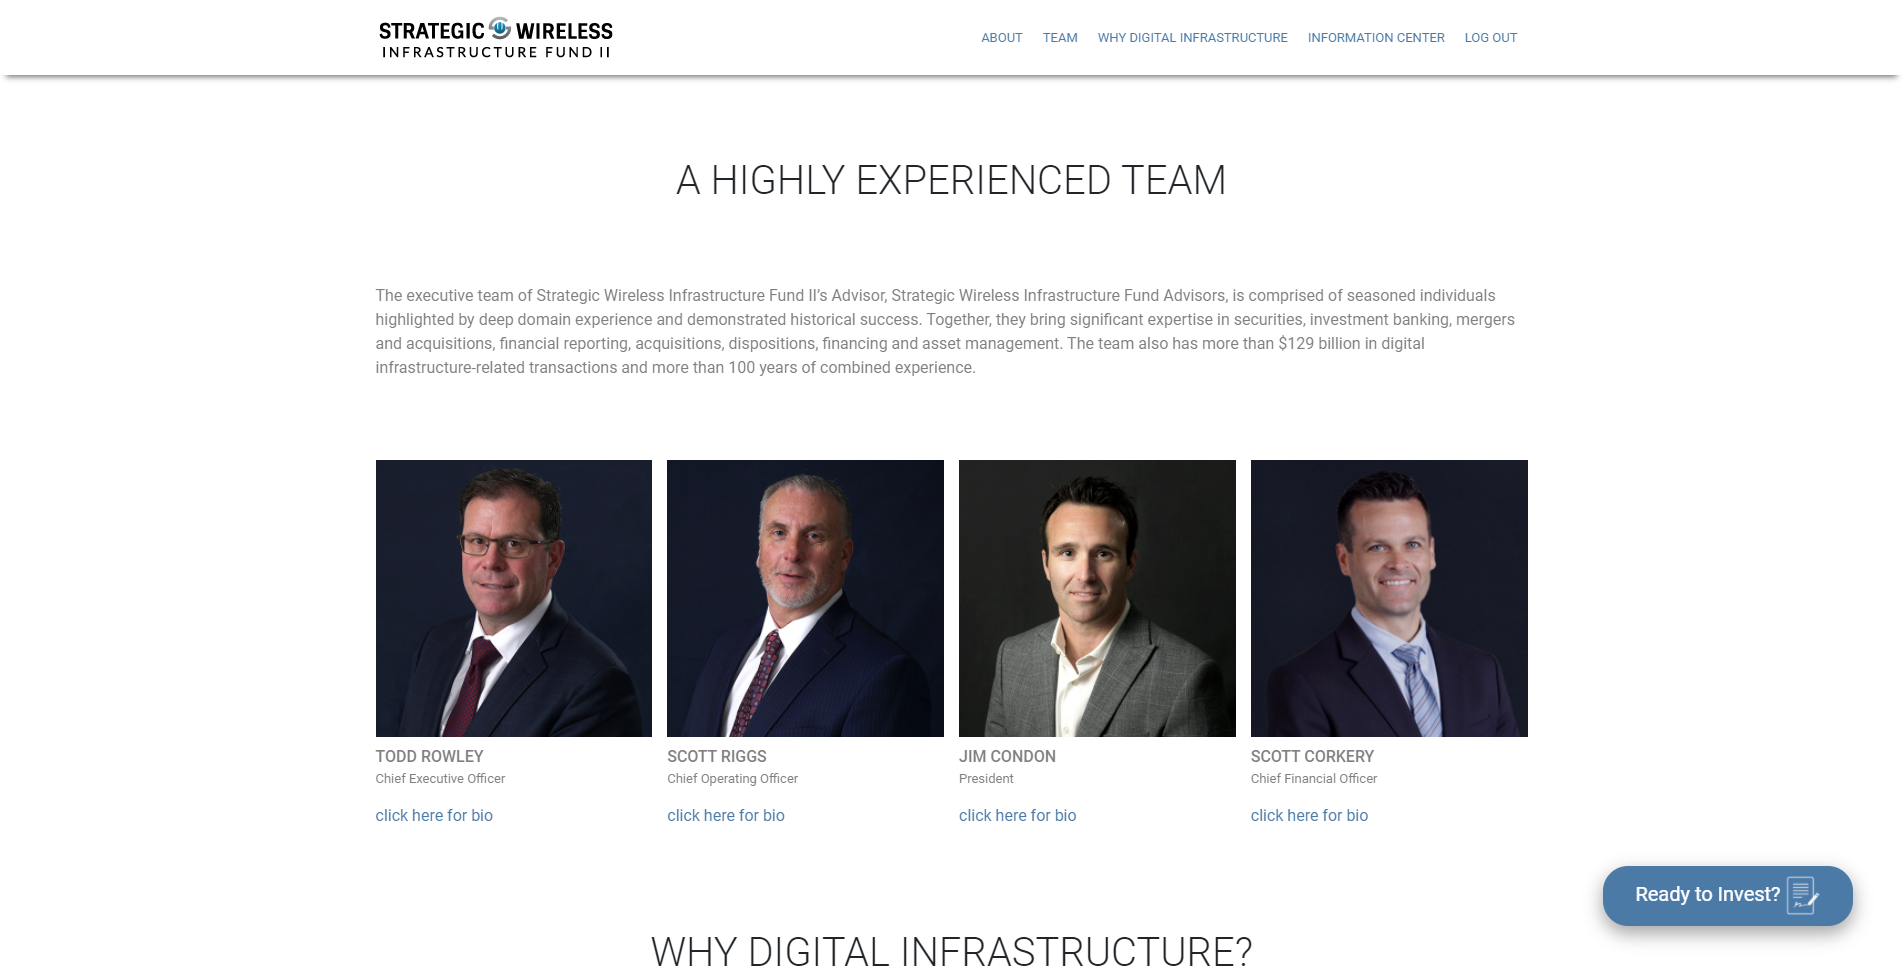 STRATEGIC WIRELESS
INFRASTRUCTURE FUND II
ABOUT TEAM WHY DIGITAL INFRASTRUCTURE INFORMATION CENTER LOG OUT
A HIGHLY EXPERIENCED TEAM
The executive team of Strategic Wireless Infrastructure Fund II’s Advisor, Strategic Wireless Infrastructure Fund Advisors, is comprised of seasoned individuals
highlighted by deep domain experience and demonstrated historical success. Together, they bring significant expertise in securities, investment banking, mergers
and acquisitions, financial reporting, acquisitions, dispositions, financing and asset management. The team also has more than $129 billion in digital
infrastructure-related transactions and more than 100 years of combined experience.
TODD ROWLEY
Chief Executive Officer
click here for bio
SCOTT RIGGS
Chief Operating Officer
click here for bio
JIM CONDON
President
click here for bio
SCOTT CORKERY
Chief Financial Officer
click here for bio
Ready to Invest?
WHY DIGITAL INFRASTRUCTURE?